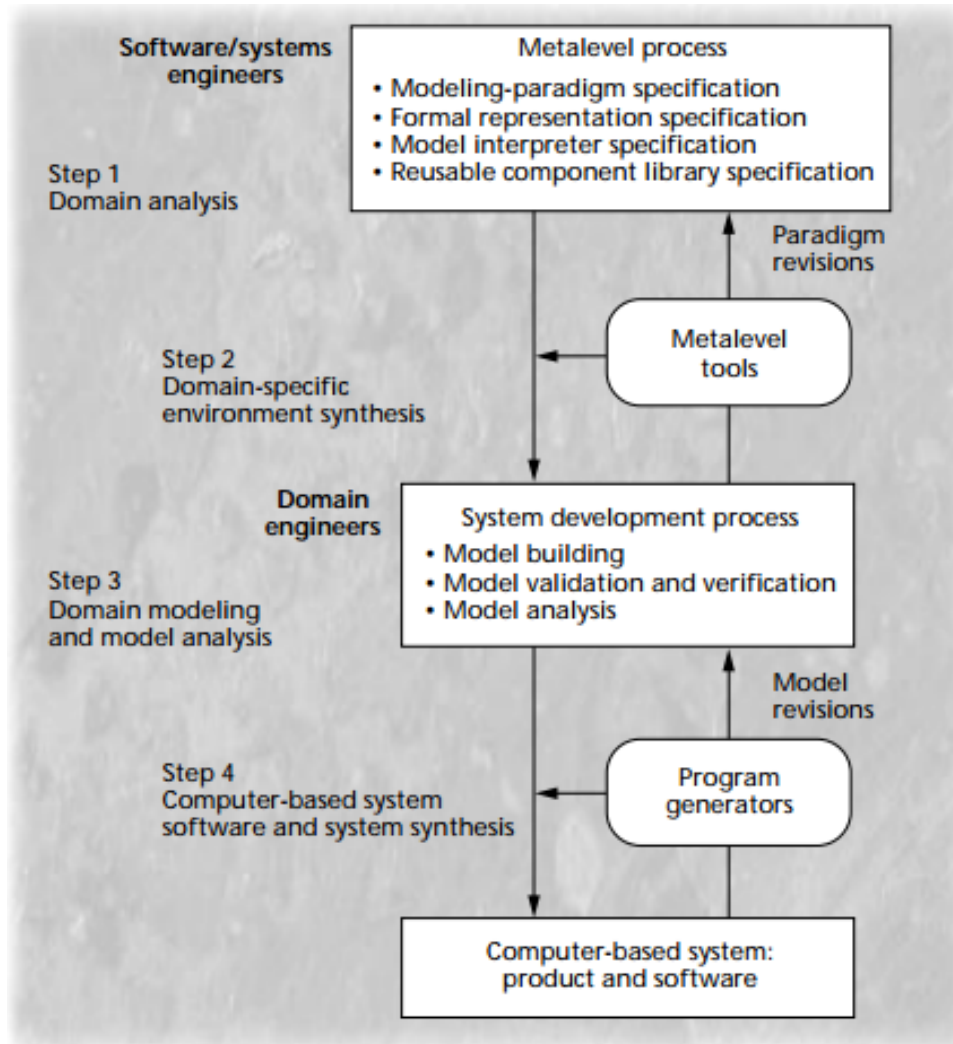 Software/systems
engineers
Metalevel process
• Modeling-paradigm specification
• Formal representation specification
• Model interpreter specification
• Reusable component library specification
Step 1
Domain analysis
Paradigm
revisions
Metalevel
tools
Step 2
Domain-specific
environment synthesis
Domain
engineers
System development process
• Model building
• Model validation and verification
• Model analysis
Step 3
Domain modeling
and model analysis
Model
revisions
Program
generators
Step 4
Computer-based system
software and system synthesis
Computer-based system:
product and software